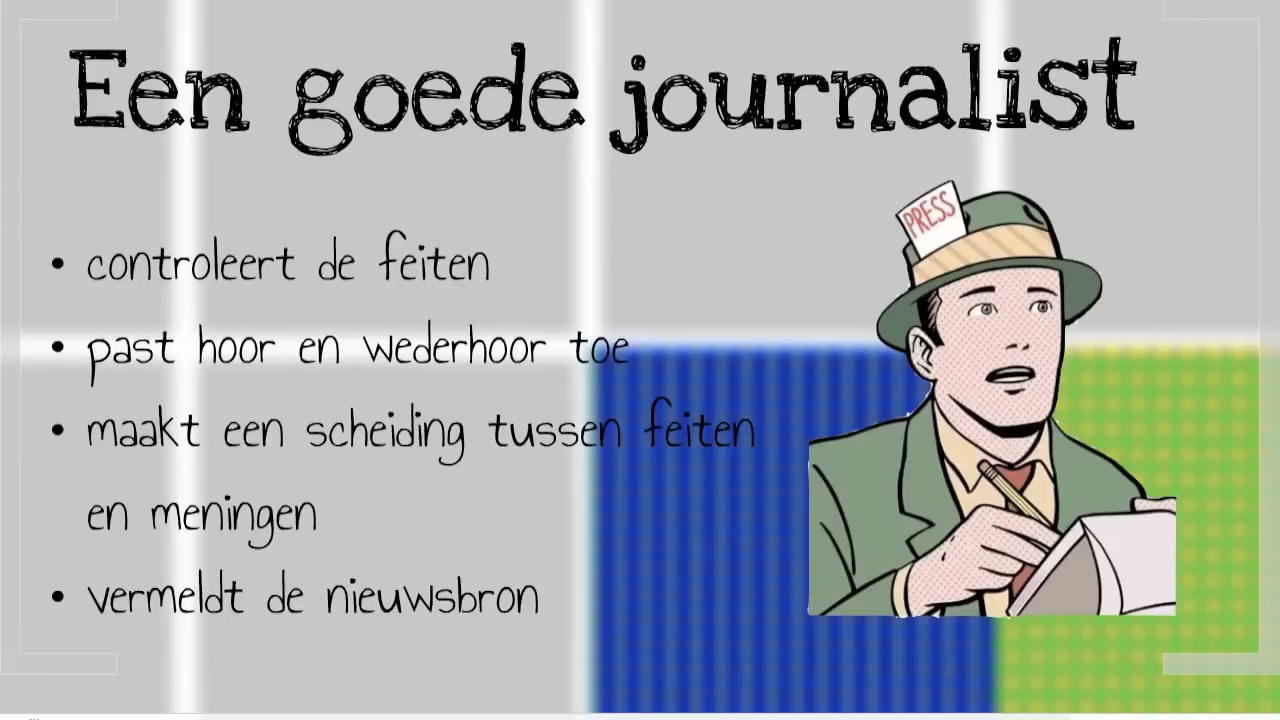 Een goede journalist
PRESS
• controleert de feiten
• past hoor en wederhoor toe
• maakt een scheiding tussen feiten
en meningen
• vermeldt de nieuwsbron